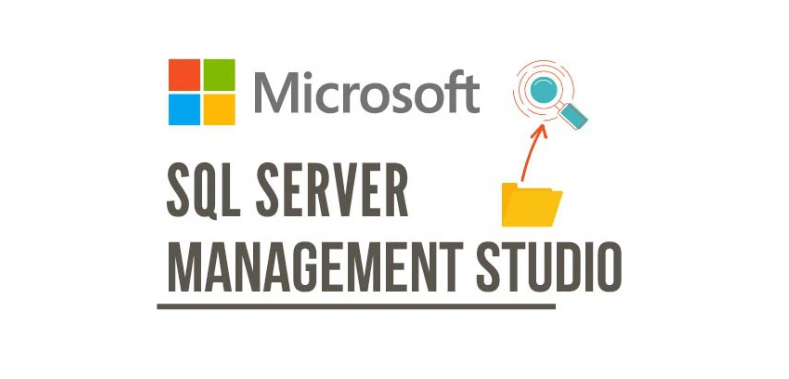 Microsoft
SQL SERVER
MANAGEMENT STUDIO